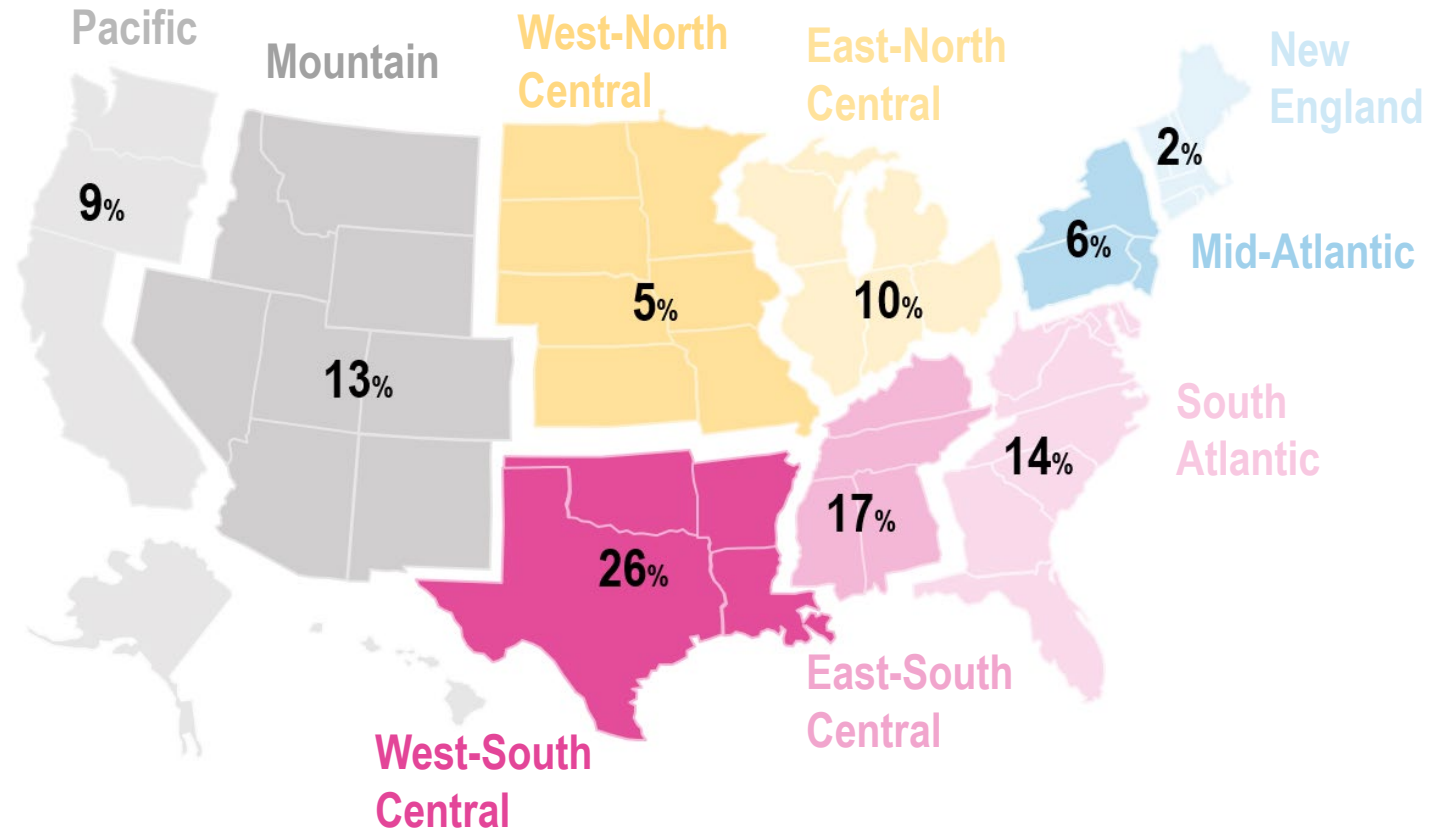 Pacific
Mountain
West-North
Central
East-North
Central
New
England
2%
9%
6%
Mid-Atlantic
5%
10%
13%
South
Atlantic
14%
17%
26%
East-South
Central
West-South
Central